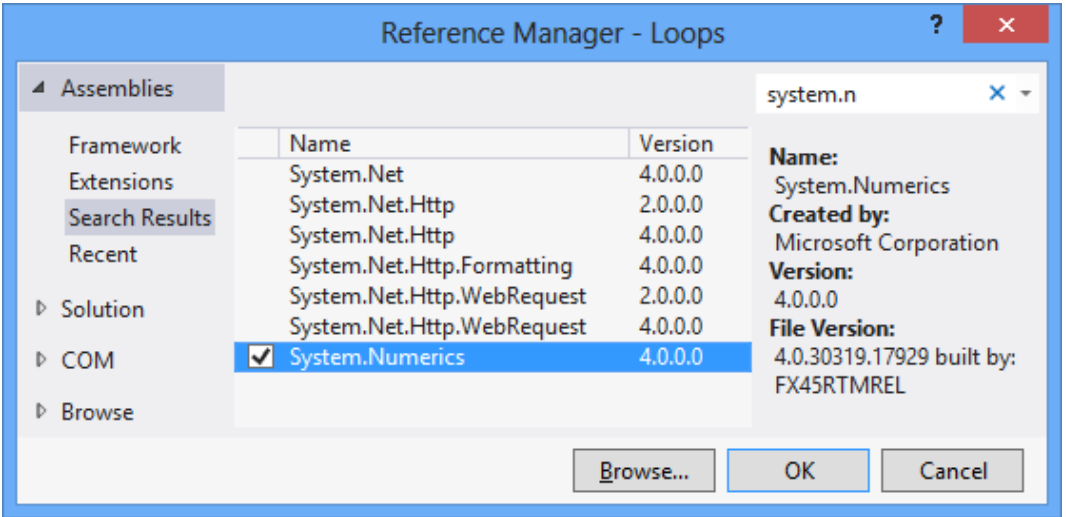 Reference Manager - Loops
?
Assemblies
Framework
Extensions
Search Results
Recent
Solution
COM
Browse
Name Version
System.Net 4.0.0.0
System.Net.Http 2.0.0.0
System.Net.Http 4.0.0.0
System.Net.Http.Formatting 4.0.0.0
System.Net.Http.WebRequest 2.0.0.0
System.Net.Http.WebRequest 4.0.0.0
System.Numerics 4.0.0.0
system.n
Name:
System.Numerics
Created by:
Microsoft Corporation
Version:
4.0.0.0
File Version:
4.0.30319.17929 built by:
FX45RTMREL
Browse... OK Cancel